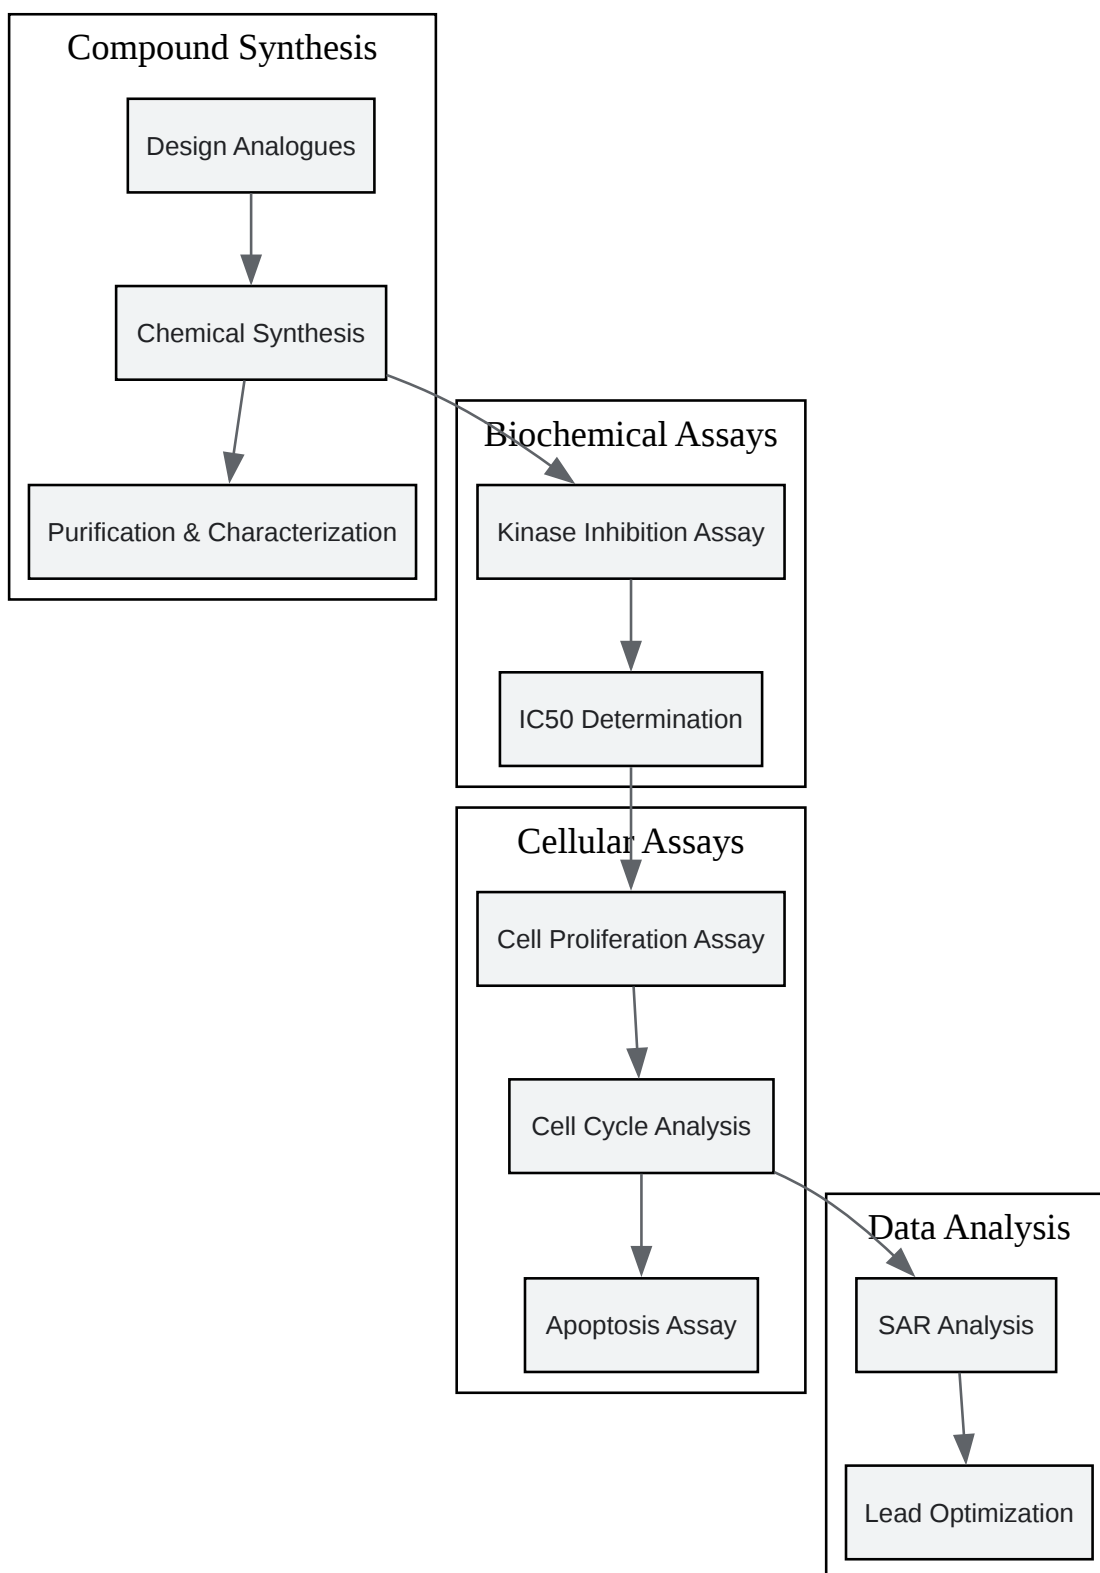 Compound Synthesis
Design Analogues
Chemical Synthesis
Purification & Characterization
Biochemical Assays
Kinase Inhibition Assay
IC50 Determination
Cellular Assays
Cell Proliferation Assay
Cell Cycle Analysis
Apoptosis Assay
Data Analysis
SAR Analysis
Lead Optimization